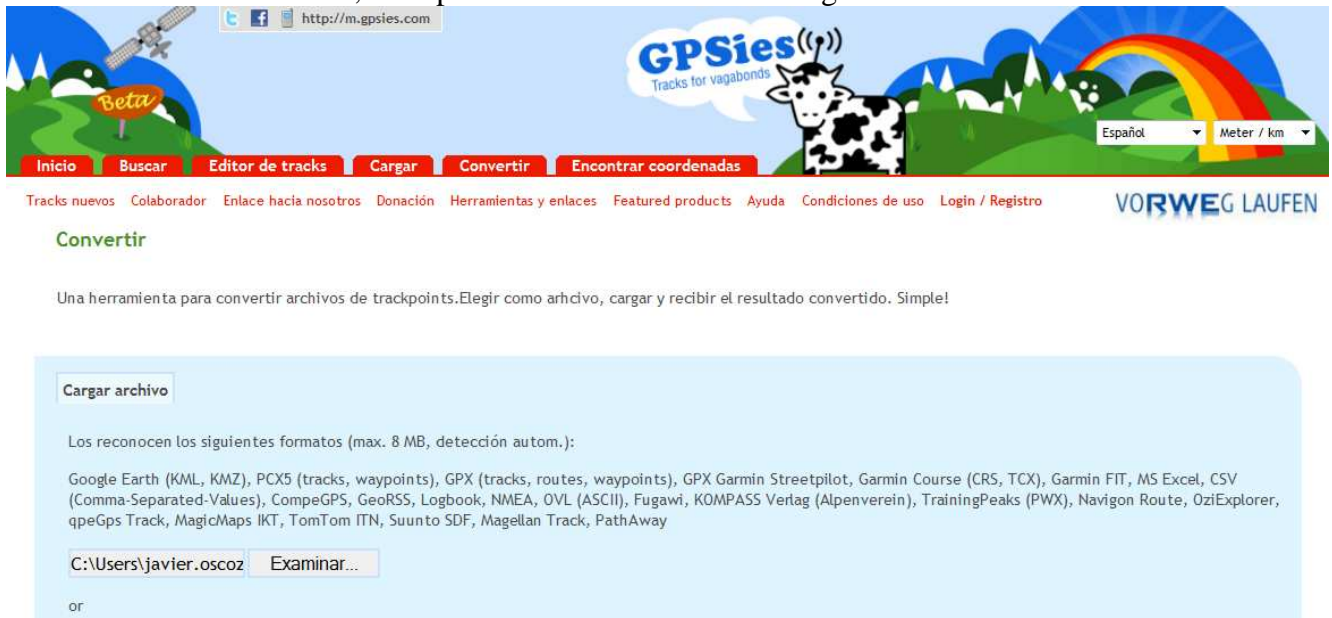 http://m.gpsies.com
GPSies
Tracks for vagabonds
Beta
Español
Meter / km
Inicio Buscar Editor de tracks Cargar Convertir Encontrar coordenadas
Tracks nuevos Colaborador Enlace hacia nosotros Donación Herramientas y enlaces Featured products Ayuda Condiciones de uso Login / Registro
VORWEG LAUFEN
Convertir
Una herramienta para convertir archivos de trackpoints.Elegir como arhcivo, cargar y recibir el resultado convertido. Simple!
Cargar archivo
Los reconocen los siguientes formatos (max. 8 MB, detección autom.):
Google Earth (KML, KMZ), PCX5 (tracks, waypoints), GPX (tracks, routes, waypoints), GPX Garmin Streetpilot, Garmin Course (CRS, TCX), Garmin FIT, MS Excel, CSV
(Comma-Separated-Values), CompeGPS, GeoRSS, Logbook, NMEA, OVL (ASCII), Fugawi, KOMPASS Verlag (Alpenverein), TrainingPeaks (PWX), Navigon Route, OziExplorer,
qpeGps Track, MagicMaps IKT, TomTom ITN, Suunto SDF, Magellan Track, PathAway
C:\Users\javier.oscoz Examinar...
or